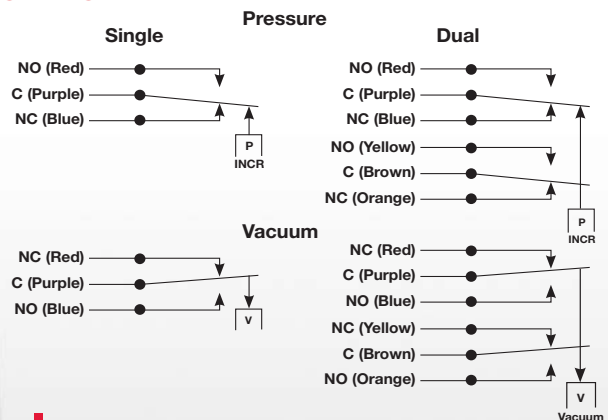 Pressure
Single
NO (Red)
C (Purple)
NC (Blue)
P
INCR
Dual
NO (Red)
C (Purple)
NC (Blue)
NO (Yellow)
C (Brown)
NC (Orange)
P
INCR
Vacuum
NC (Red)
C (Purple)
NO (Blue)
V
NC (Red)
C (Purple)
NO (Blue)
NC (Yellow)
C (Brown)
NO (Orange)
V
Vacuum